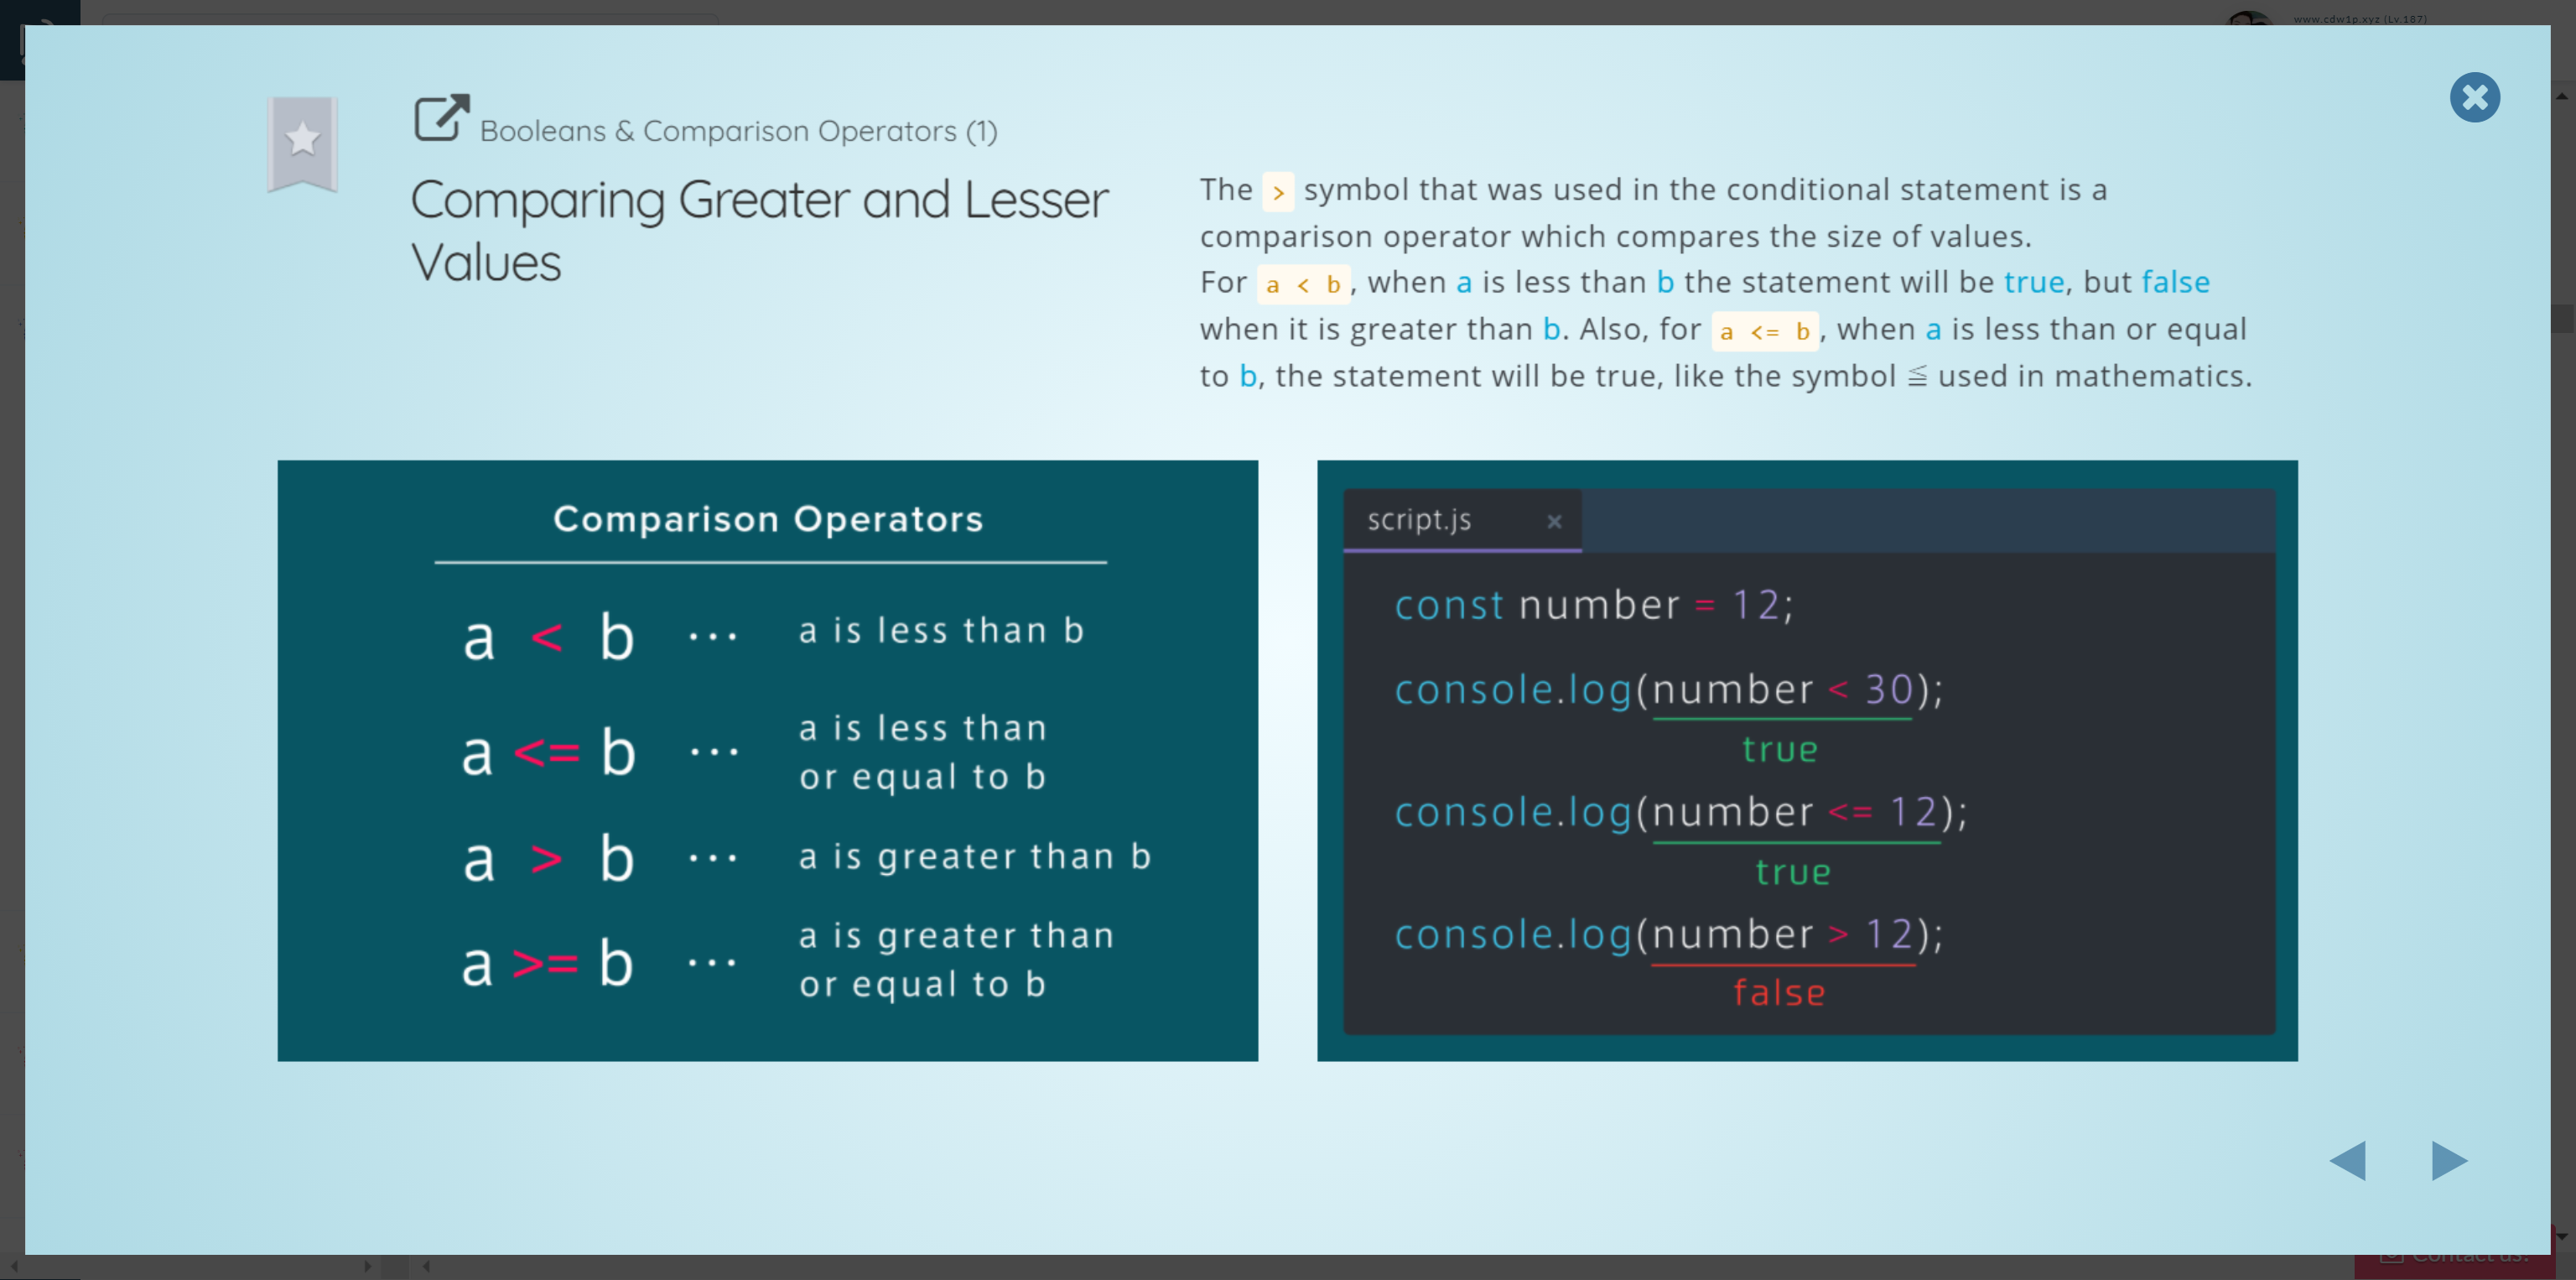 www.cdw1p.xyz (Lv.187)
Booleans & Comparison Operators (1)
Comparing Greater and Lesser
Values
The > symbol that was used in the conditional statement is a
comparison operator which compares the size of values.
For a < b, when a is less than b the statement will be true, but false
when it is greater than b. Also, for a <= b, when a is less than or equal
to b, the statement will be true, like the symbol ≦ used in mathematics.
Comparison Operators
a < b ... a is less than b
a <= b ... a is less than
or equal to b
a > b ... a is greater than b
a >= b ... a is greater than
or equal to b
script.js ×
const number = 12;
console.log(number < 30);
true
console.log(number <= 12);
true
console.log(number > 12);
false
Contact us!